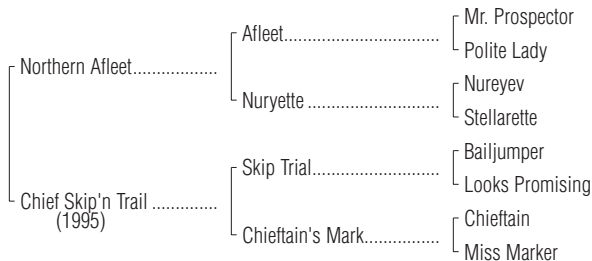 Mr. Prospector
Afleet.............................
Polite Lady
Northern Afleet................
Nureyev
Nuryette .........................
Stellarette
Bailjumper
Skip Trial........................
Looks Promising
Chief Skip'n Trail ............
(1995)
Chieftain
Chieftain's Mark..............
Miss Marker